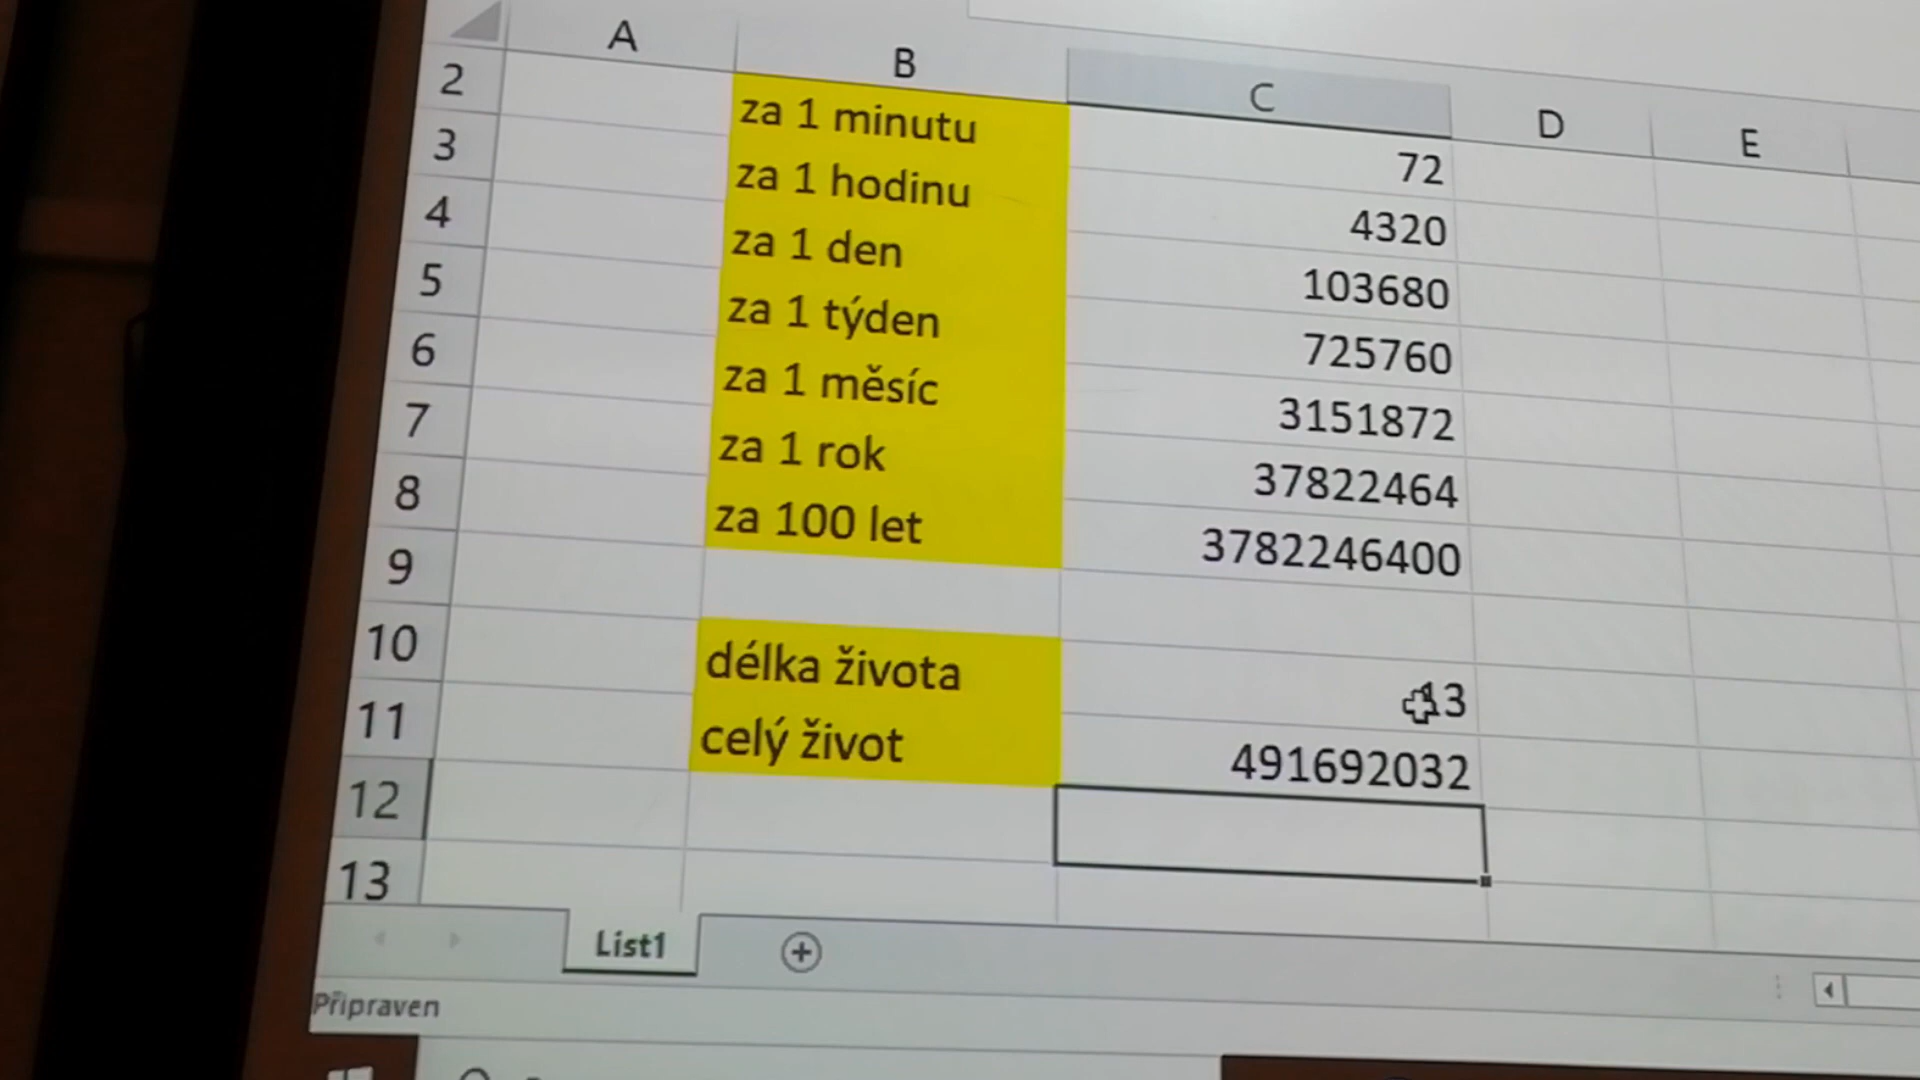 A B C D E
2 za 1 minutu 72
3 za 1 hodinu 4320
4 za 1 den 103680
5 za 1 týden 725760
6 za 1 měsíc 3151872
7 za 1 rok 37822464
8 za 100 let 3782246400
9
10 délka života 13
11 celý život 491692032
12
13
List1
Připraven